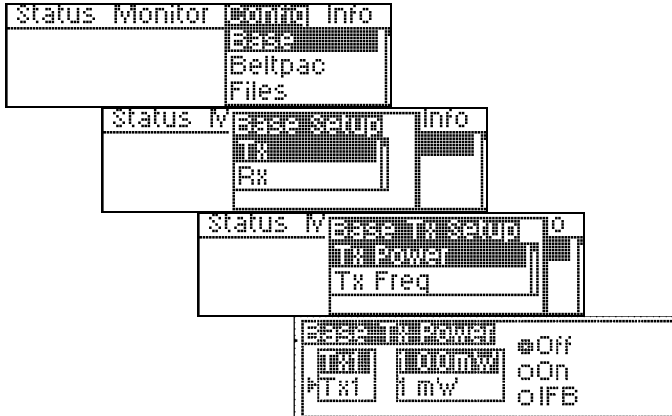 Status Monitor Config Info
Base
Beltpac
Files
Status M Info
Base Setup
Tx
Rx
Status M o
Base Tx Setup
Tx Power
Tx Freq
Base Tx Power
TX1 100mW Off
Tx1 1 mW On
IFB